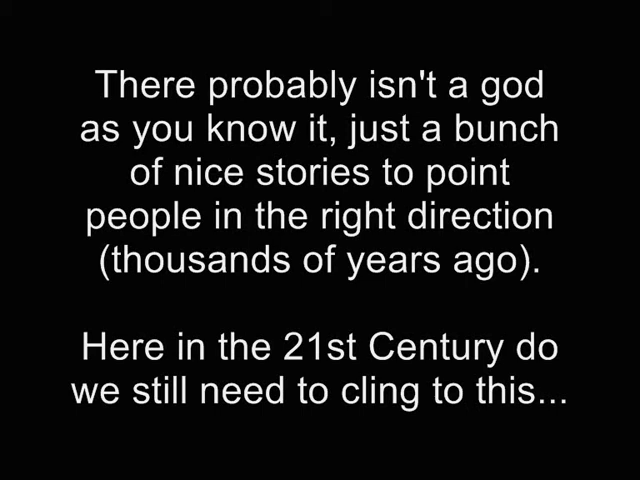 There probably isn't a god
as you know it, just a bunch
of nice stories to point
people in the right direction
(thousands of years ago).
Here in the 21st Century do
we still need to cling to this...